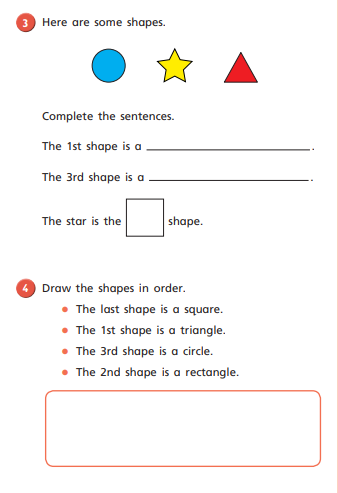 3 Here are some shapes.
Complete the sentences.
The 1st shape is a ____________________.
The 3rd shape is a ____________________.
The star is the shape.
4 Draw the shapes in order.
• The last shape is a square.
• The 1st shape is a triangle.
• The 3rd shape is a circle.
• The 2nd shape is a rectangle.